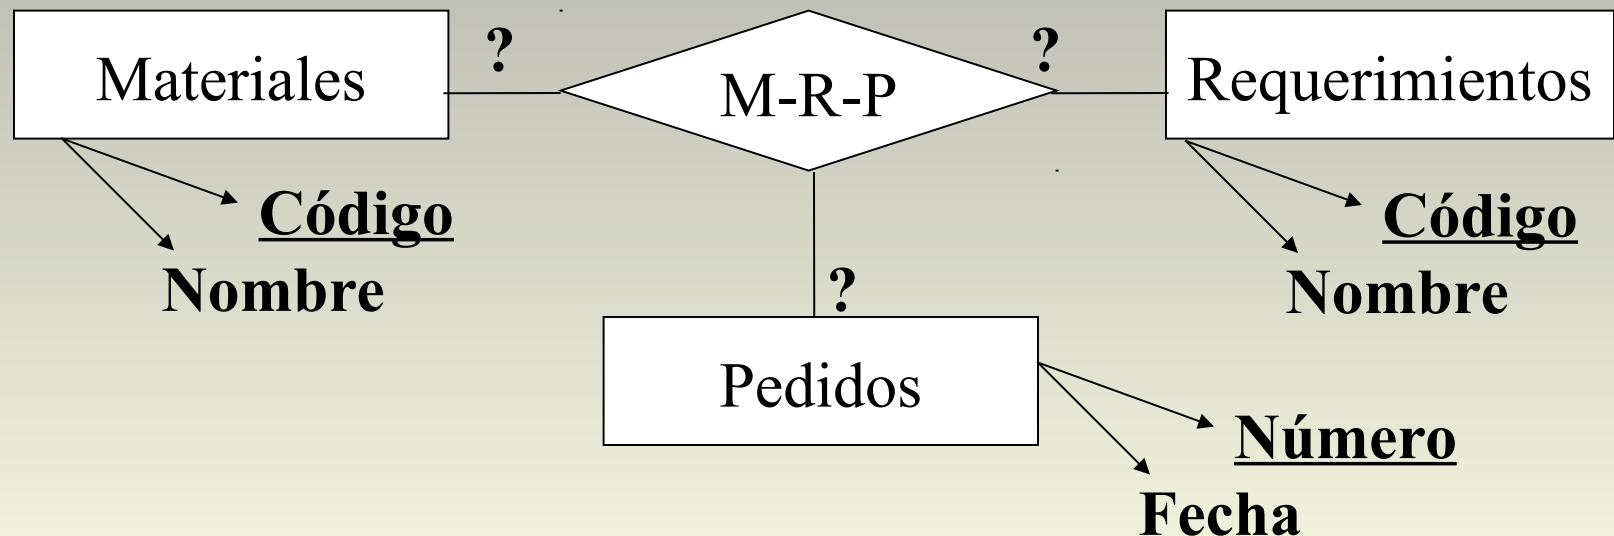 Materiales
?
M-R-P
?
Requerimientos
Código
Nombre
Código
Nombre
?
Pedidos
Número
Fecha